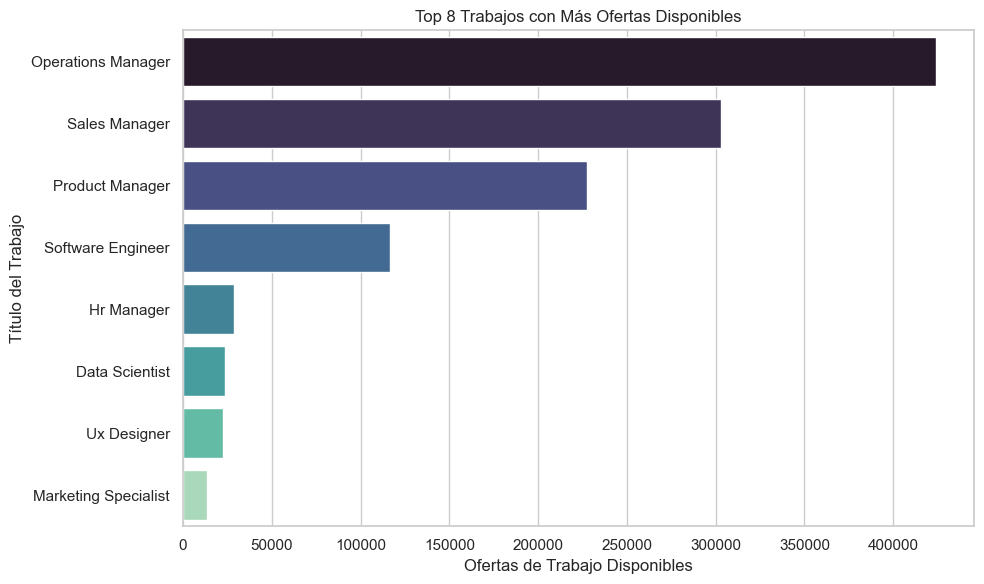 Top 8 Trabajos con Más Ofertas Disponibles
Título del Trabajo
Operations Manager
Sales Manager
Product Manager
Software Engineer
Hr Manager
Data Scientist
Ux Designer
Marketing Specialist
0 50000 100000 150000 200000 250000 300000 350000 400000
Ofertas de Trabajo Disponibles